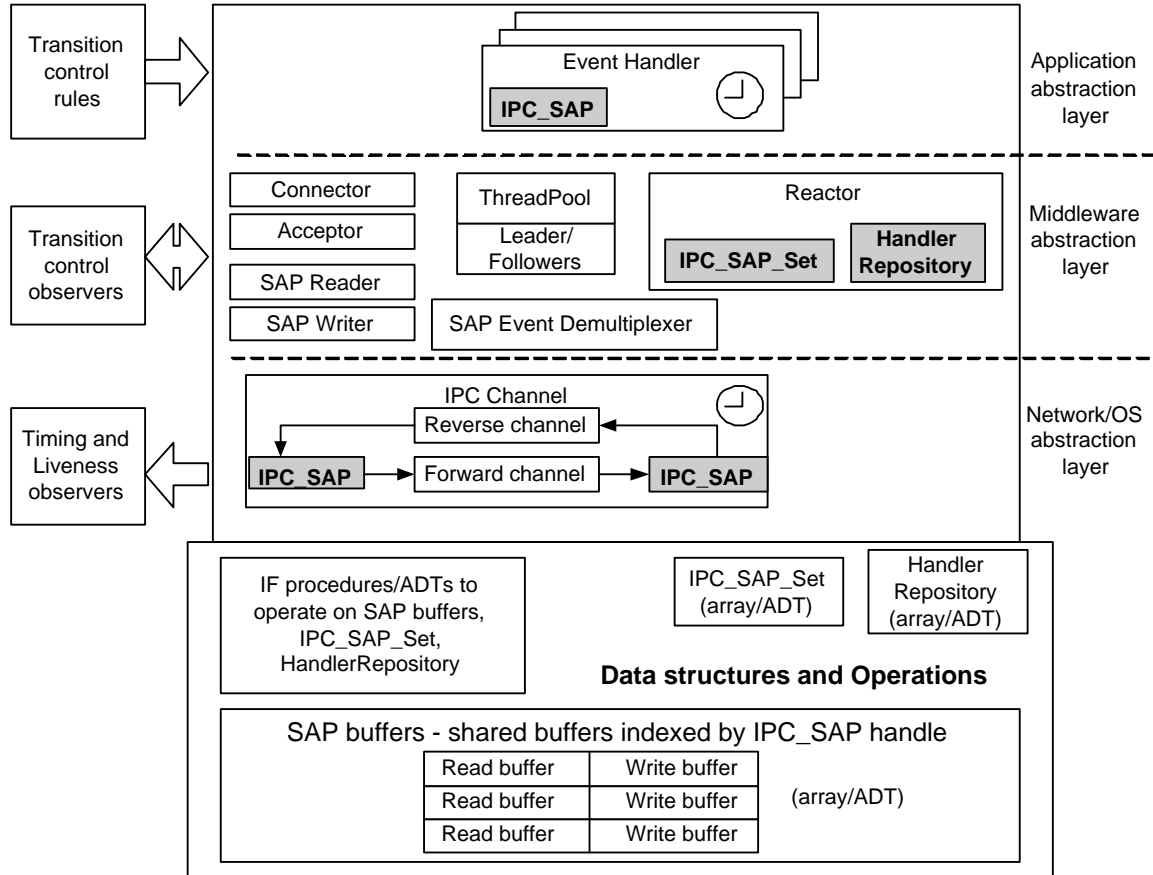 Transition
control
rules
Event Handler
IPC_SAP
Application
abstraction
layer
Transition
control
observers
Connector
Acceptor
SAP Reader
SAP Writer
ThreadPool
Leader/
Followers
SAP Event Demultiplexer
Reactor
IPC_SAP_Set
Handler
Repository
Middleware
abstraction
layer
Timing and
Liveness
observers
IPC Channel
Reverse channel
IPC_SAP
Forward channel
IPC_SAP
Network/OS
abstraction
layer
IF procedures/ADTs to
operate on SAP buffers,
IPC_SAP_Set,
HandlerRepository
IPC_SAP_Set
(array/ADT)
Handler
Repository
(array/ADT)
Data structures and Operations
SAP buffers - shared buffers indexed by IPC_SAP handle
Read buffer Write buffer
Read buffer Write buffer
Read buffer Write buffer
(array/ADT)